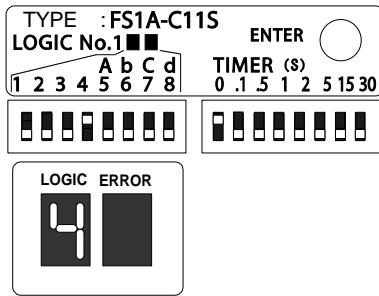 TYPE : FS1A-C11S
LOGIC No.1■■
ENTER
A b C d
1 2 3 4 5 6 7 8
TIMER (S)
0 .1 .5 1 2 5 15 30
LOGIC ERROR
4